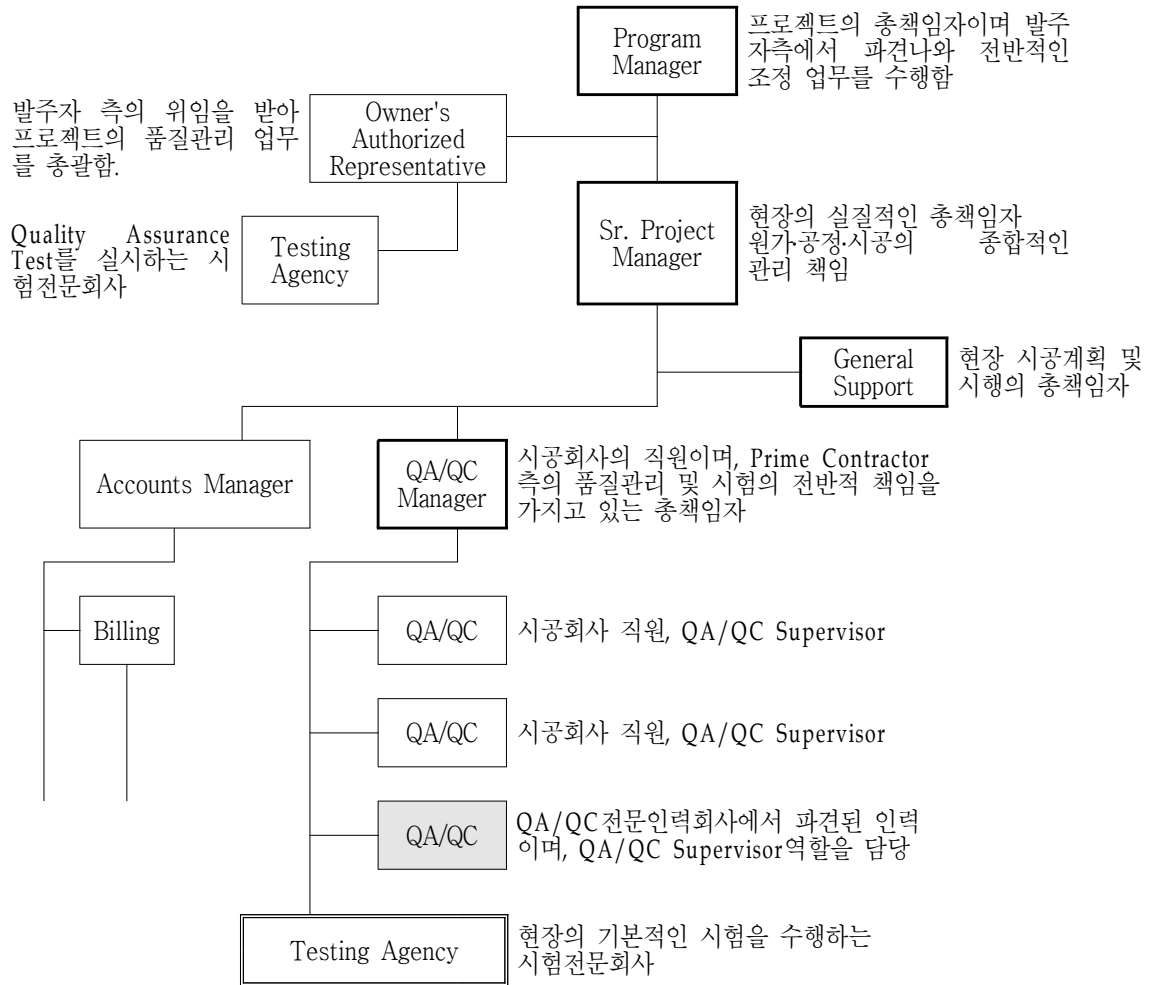 Program
Manager
프로젝트의 총책임자이며 발주
자측에서 파견나와 전반적인
조정 업무를 수행함
발주자 측의 위임을 받아
프로젝트의 품질관리 업무
를 총괄함.
Owner's
Authorized
Representative
Quality Assurance
Test를 실시하는 시
험전문회사
Testing
Agency
Sr. Project
Manager
현장의 실질적인 총책임자
원가·공정·시공의 종합적인
관리 책임
General
Support
현장 시공계획 및
시행의 총책임자
Accounts Manager
QA/QC
Manager
시공회사의 직원이며, Prime Contractor
측의 품질관리 및 시험의 전반적 책임을
가지고 있는 총책임자
Billing
QA/QC
시공회사 직원, QA/QC Supervisor
QA/QC
시공회사 직원, QA/QC Supervisor
QA/QC
QA/QC전문인력회사에서 파견된 인력
이며, QA/QC Supervisor역할을 담당
Testing Agency
현장의 기본적인 시험을 수행하는
시험전문회사